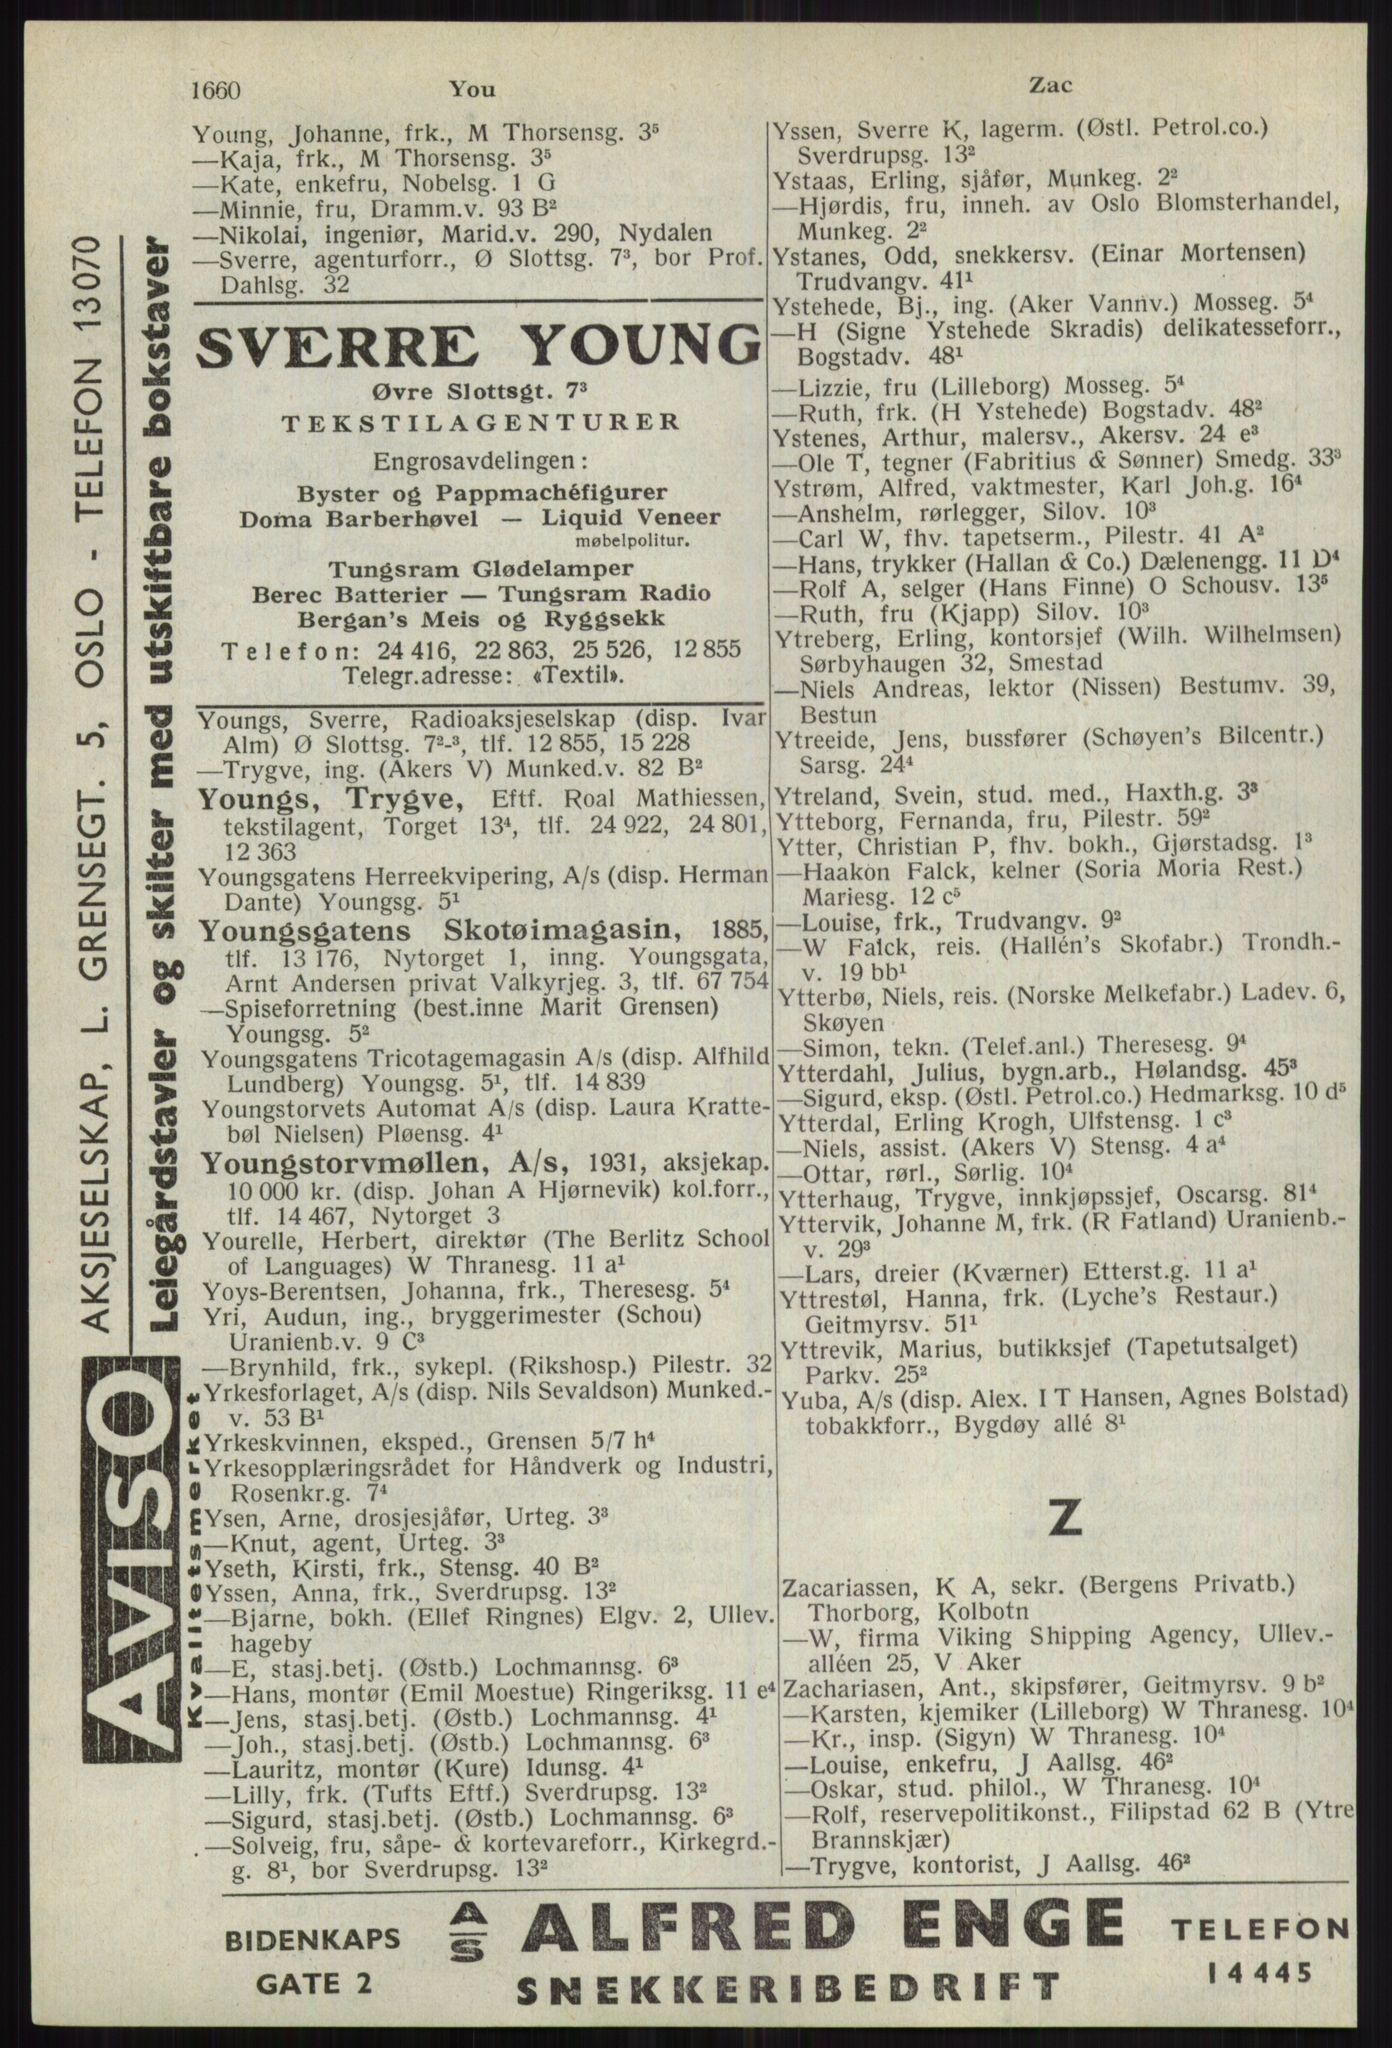 1660
You
Zac
Young, Johanne, frk., M Thorsensg. 3⁵
—Kaja, frk., M Thorsensg. 3⁵
—Kate, enkefru, Nobelsg. 1 G
—Minnie, fru, Dramm.v. 93 B²
—Nikolai, ingeniør, Marid.v. 290, Nydalen
—Sverre, agenturforr., Ø Slottsg. 7³, bor Prof.
Dahlsg. 32
SVERRE YOUNG
Øvre Slottsgt. 7³
TEKSTILAGENTURER
Engrosavdelingen:
Byster og Pappmachéfigurer
Doma Barberhøvel — Liquid Veneer
møbelpolitur.
Tungsram Glødelamper
Berec Batterier — Tungsram Radio
Bergan's Meis og Ryggsekk
Telefon: 24 416, 22 863, 25 526, 12 855
Telegr.adresse: «Textil».
Youngs, Sverre, Radioaksjeselskap (disp. Ivar
Alm) Ø Slottsg. 7²-³, tlf. 12 855, 15 228
—Trygve, ing. (Akers V) Munked.v. 82 B²
Youngs, Trygve, Eftf. Roal Mathiessen,
tekstilagent, Torget 13⁴, tlf. 24 922, 24 801,
12 363
Youngsgatens Herreekvipering, A/s (disp. Herman
Dante) Youngsg. 5¹
Youngsgatens Skotøimagasin, 1885,
tlf. 13 176, Nytorget 1, inng. Youngsgata,
Arnt Andersen privat Valkyrjeg. 3, tlf. 67 754
—Spiseforretning (best.inne Marit Grensen)
Youngsg. 5²
Youngsgatens Tricotagemagasin A/s (disp. Alfhild
Lundberg) Youngsg. 5¹, tlf. 14 839
Youngstorvets Automat A/s (disp. Laura Kratte-
bøl Nielsen) Pløensg. 4¹
Youngstorvmøllen, A/s, 1931, aksjekap.
10 000 kr. (disp. Johan A Hjørnevik) kol.forr.,
tlf. 14 467, Nytorget 3
Yourelle, Herbert, direktør (The Berlitz School
of Languages) W Thranesg. 11 a¹
Yoys-Berentsen, Johanna, frk., Theresesg. 5⁴
Yri, Audun, ing., bryggerimester (Schou)
Uranienb.v. 9 C³
—Brynhild, frk., sykepl. (Rikshosp.) Pilestr. 32
Yrkesforlaget, A/s (disp. Nils Sevaldson) Munked.-
v. 53 B¹
Yrkeskvinnen, eksped., Grensen 5/7 h⁴
Yrkesopplæringsrådet for Håndverk og Industri,
Rosenkr.g. 7⁴
Ysen, Arne, drosjesjåfør, Urteg. 3³
—Knut, agent, Urteg. 3³
Yseth, Kirsti, frk., Stensg. 40 B²
Yssen, Anna, frk., Sverdrupsg. 13²
—Bjarne, bokh. (Ellef Ringnes) Elgv. 2, Ullev.
hageby
—E, stasj.betj. (Østb.) Lochmannsg. 6³
—Hans, montør (Emil Moestue) Ringeriksg. 11 e⁴
—Jens, stasj.betj. (Østb.) Lochmannsg. 4¹
—Joh., stasj.betj. (Østb.) Lochmannsg. 6³
—Lauritz, montør (Kure) Idunsg. 4¹
—Lilly, frk. (Tufts Eftf.) Sverdrupsg. 13²
—Sigurd, stasj.betj. (Østb.) Lochmannsg. 6³
—Solveig, fru, såpe- & kortevareforr., Kirkegrd.-
g. 8¹, bor Sverdrupsg. 13²
Yssen, Sverre K, lagerm. (Østl. Petrol.co.)
Sverdrupsg. 13²
Ystaas, Erling, sjåfør, Munkeg. 2²
—Hjørdis, fru, inneh. av Oslo Blomsterhandel,
Munkeg. 2²
Ystanes, Odd, snekkersv. (Einar Mortensen)
Trudvangv. 41¹
Ystehede, Bj., ing. (Aker Vannv.) Mosseg. 5⁴
—H (Signe Ystehede Skradis) delikatesseforr.,
Bogstadv. 48¹
—Lizzie, fru (Lilleborg) Mosseg. 5⁴
—Ruth, frk. (H Ystehede) Bogstadv. 48²
Ystenes, Arthur, malersv., Akersv. 24 e³
—Ole T, tegner (Fabritius & Sønner) Smedg. 33³
Ystrøm, Alfred, vaktmester, Karl Joh.g. 16⁴
—Anshelm, rørlegger, Silov. 10³
—Carl W, fhv. tapetserm., Pilestr. 41 A²
—Hans, trykker (Hallan & Co.) Dælenengg. 11 D⁴
—Rolf A, selger (Hans Finne) O Schousv. 13⁵
—Ruth, fru (Kjapp) Silov. 10³
Ytreberg, Erling, kontorsjef (Wilh. Wilhelmsen)
Sørbyhaugen 32, Smestad
—Niels Andreas, lektor (Nissen) Bestumv. 39,
Bestun
Ytreeide, Jens, bussfører (Schøyen's Bilcentr.)
Sarsg. 24⁴
Ytreland, Svein, stud. med., Haxth.g. 3³
Ytteborg, Fernanda, fru, Pilestr. 59²
Ytter, Christian P, fhv. bokh., Gjørstadsg. 1³
—Haakon Falck, kelner (Soria Moria Rest.)
Mariesg. 12 c⁵
—Louise, frk., Trudvangv. 9²
—W Falck, reis. (Hallén's Skofabr.) Trondh.-
v. 19 bb¹
Ytterbø, Niels, reis. (Norske Melkefabr.) Ladev. 6,
Skøyen
—Simon, tekn. (Telef.anl.) Theresesg. 9⁴
Ytterdahl, Julius, bygn.arb., Hølandsg. 45³
—Sigurd, eksp. (Østl. Petrol.co.) Hedmarksg. 10 d⁵
Ytterdal, Erling Krogh, Ulfstensg. 1 c³
—Niels, assist. (Akers V) Stensg. 4 a⁴
—Ottar, rørl., Sørlig. 10⁴
Ytterhaug, Trygve, innkjøpssjef, Oscarsg. 81⁴
Yttervik, Johanne M, frk. (R Fatland) Uranienb.-
v. 29³
—Lars, dreier (Kværner) Etterst.g. 11 a¹
Yttrestøl, Hanna, frk. (Lyche's Restaur.)
Geitmyrsv. 51¹
Yttrevik, Marius, butikksjef (Tapetutsalget)
Parkv. 25²
Yuba, A/s (disp. Alex. I T Hansen, Agnes Bolstad)
tobakkforr., Bygdøy allé 8¹
Z
Zacariassen, K A, sekr. (Bergens Privatb.)
Thorborg, Kolbotn
—W, firma Viking Shipping Agency, Ullev.-
alléen 25, V Aker
Zachariasen, Ant., skipsfører, Geitmyrsv. 9 b²
—Karsten, kjemiker (Lilleborg) W Thranesg. 10⁴
—Kr., insp. (Sigyn) W Thranesg. 10⁴
—Louise, enkefru, J Aallsg. 46²
—Oskar, stud. philol., W Thranesg. 10⁴
—Rolf, reservepolitikonst., Filipstad 62 B (Ytre
Brannskjær)
—Trygve, kontorist, J Aallsg. 46²
AKSJESELSKAP, L. GRENSEGT. 5, OSLO - TELEFON 13070
Leiegårdstavler og skilter med utskiftbare bokstaver
AVISO
Kvalitetsmerket
BIDENKAPS
GATE 2
A/S ALFRED ENGE
SNEKKERIBEDRIFT
TELEFON
14445